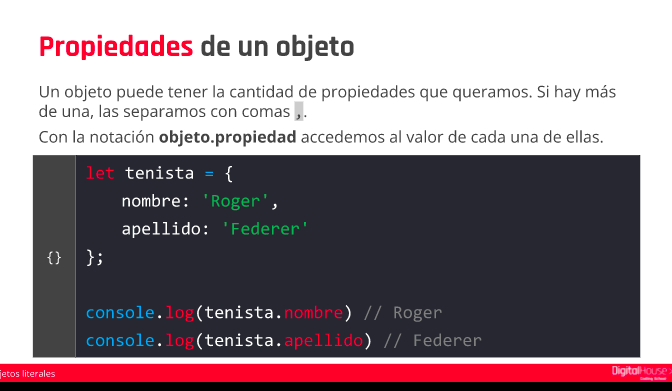 Propiedades de un objeto
Un objeto puede tener la cantidad de propiedades que queramos. Si hay más
de una, las separamos con comas ,.
Con la notación objeto.propiedad accedemos al valor de cada una de ellas.
let tenista = {
nombre: 'Roger',
apellido: 'Federer'
{} };
console.log(tenista.nombre) // Roger
console.log(tenista.apellido) // Federer
jetos literales
DigitalHouse